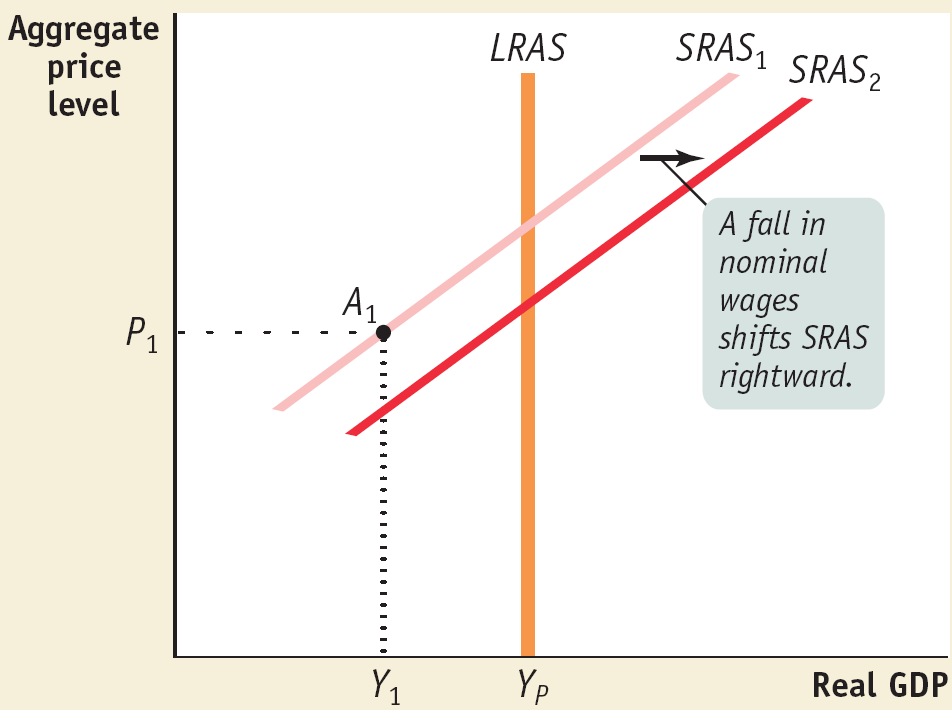 Aggregate
price
level
LRAS
SRAS₁
SRAS₂
A fall in
nominal
wages
shifts SRAS
rightward.
A₁
P₁
Y₁
Yₚ
Real GDP